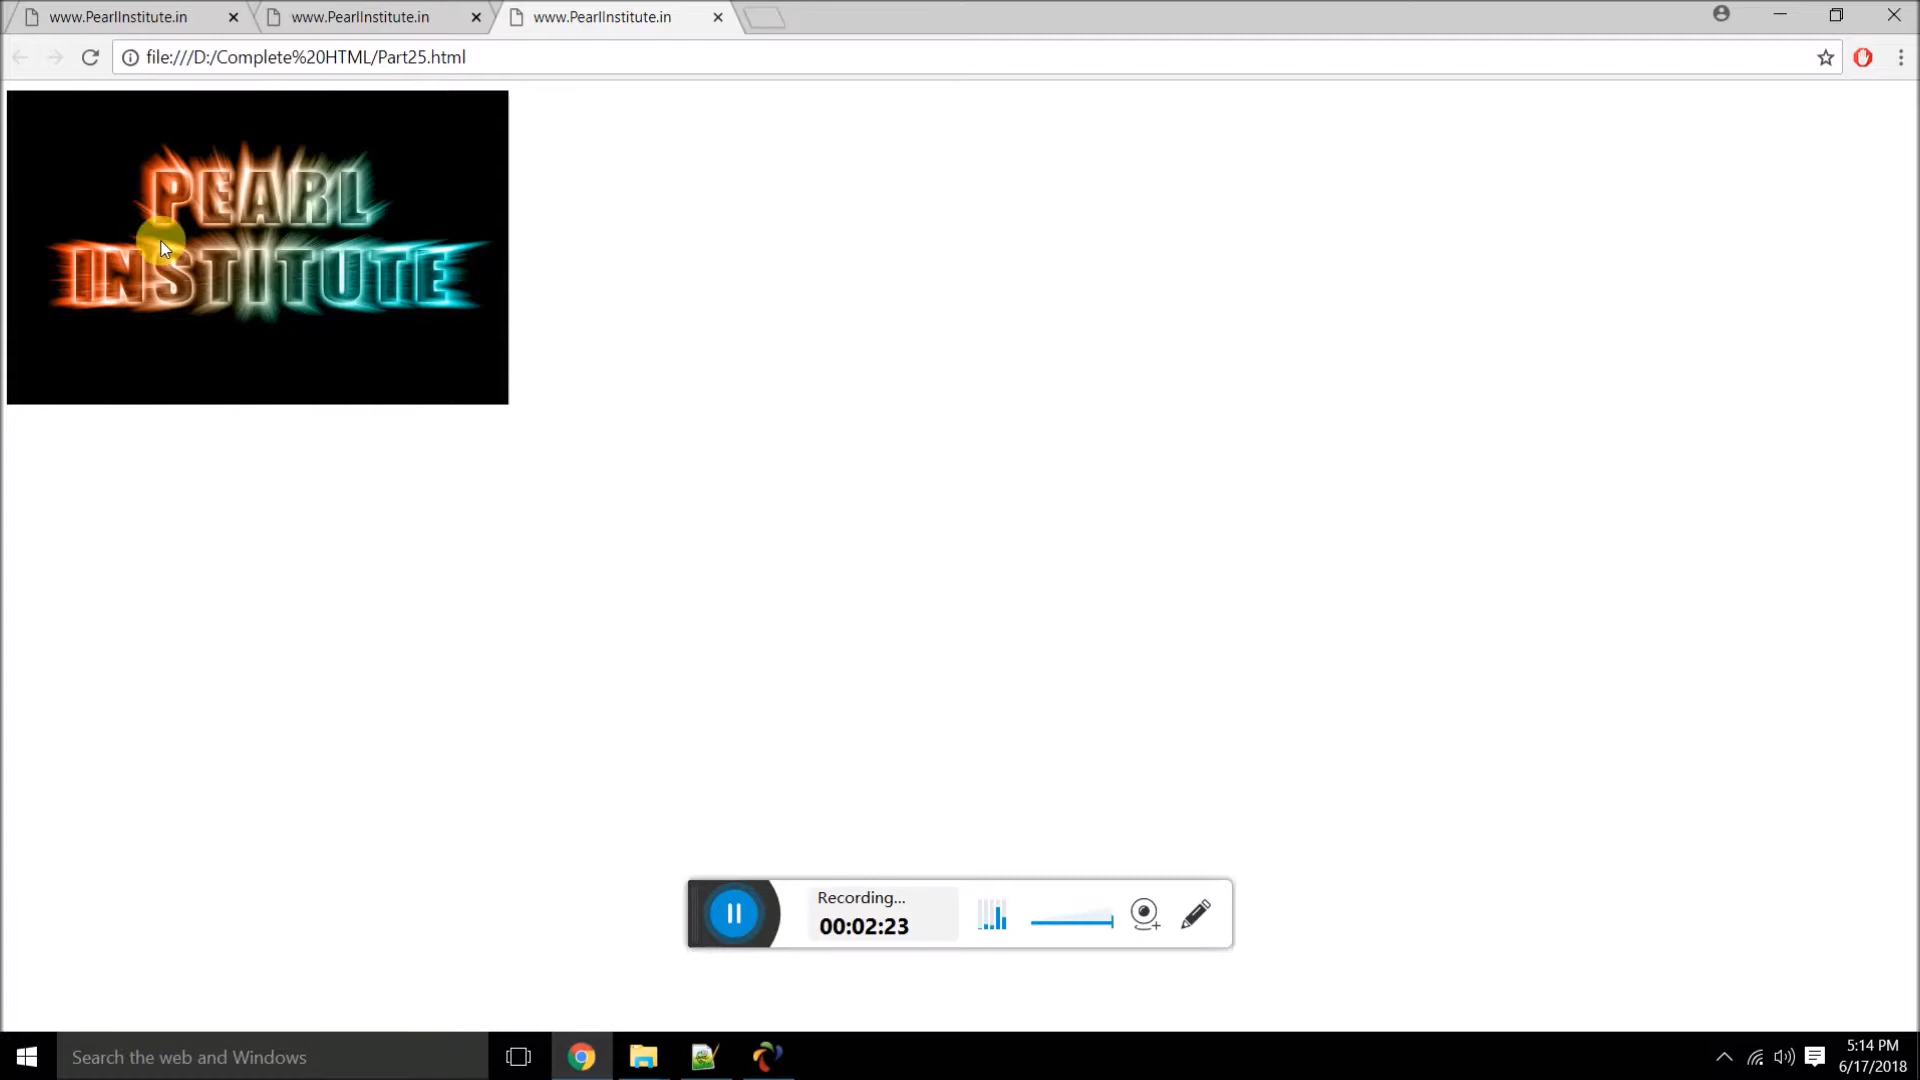 www.PearlInstitute.in
www.PearlInstitute.in
www.PearlInstitute.in
file:///D:/Complete%20HTML/Part25.html
PEARL
INSTITUTE
Recording...
00:02:23
Search the web and Windows
5:14 PM
6/17/2018